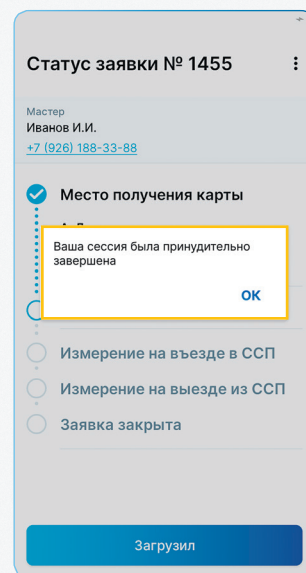 Статус заявки № 1455
Мастер
Иванов И.И.
+7 (926) 188-33-88
Место получения карты
Ваша сессия была принудительно
завершена
ОК
Измерение на въезде в ССП
Измерение на выезде из ССП
Заявка закрыта
Загрузил